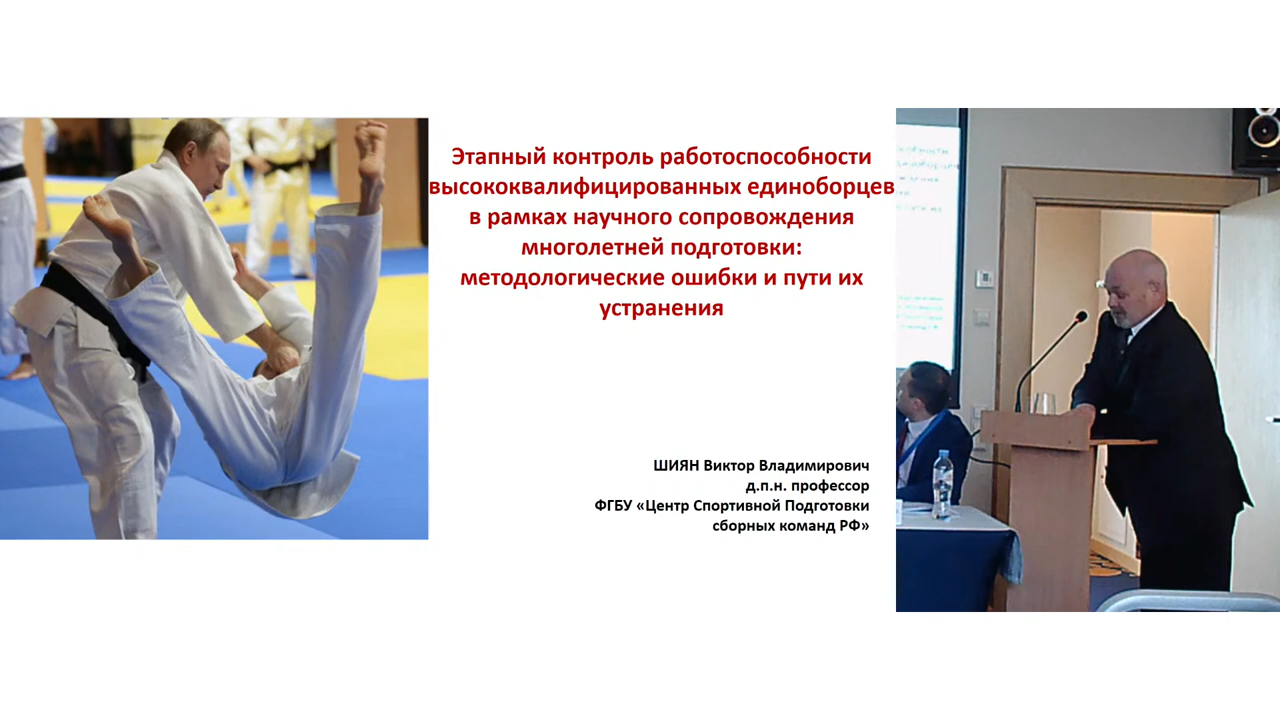 Этапный контроль работоспособности
высококвалифицированных единоборцев
в рамках научного сопровождения
многолетней подготовки:
методологические ошибки и пути их
устранения
ШИЯН Виктор Владимирович
д.п.н. профессор
ФГБУ «Центр Спортивной Подготовки
сборных команд РФ»